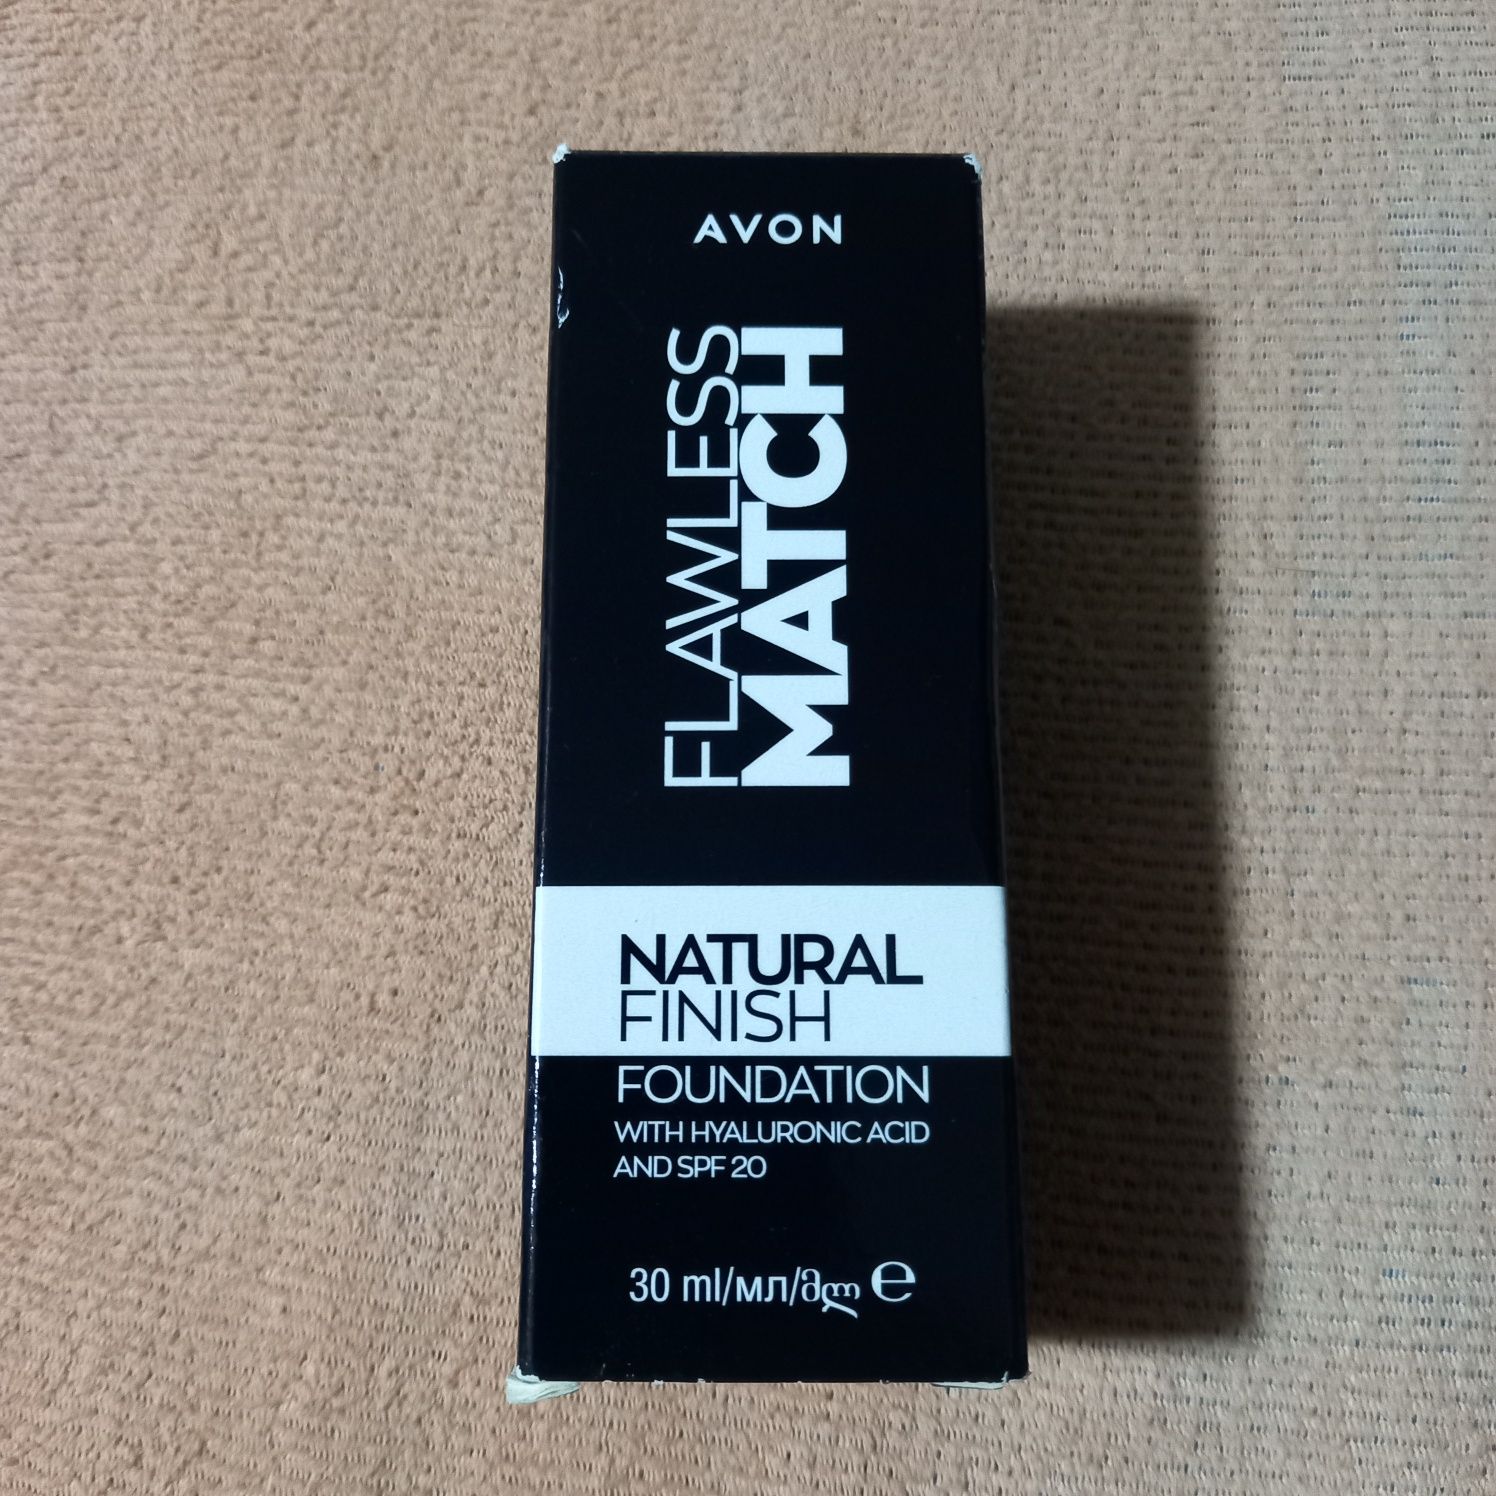 AVON
FLAWLESS
MATCH
NATURAL
FINISH
FOUNDATION
WITH HYALURONIC ACID
AND SPF 20
30 ml/мл/მლ ℮